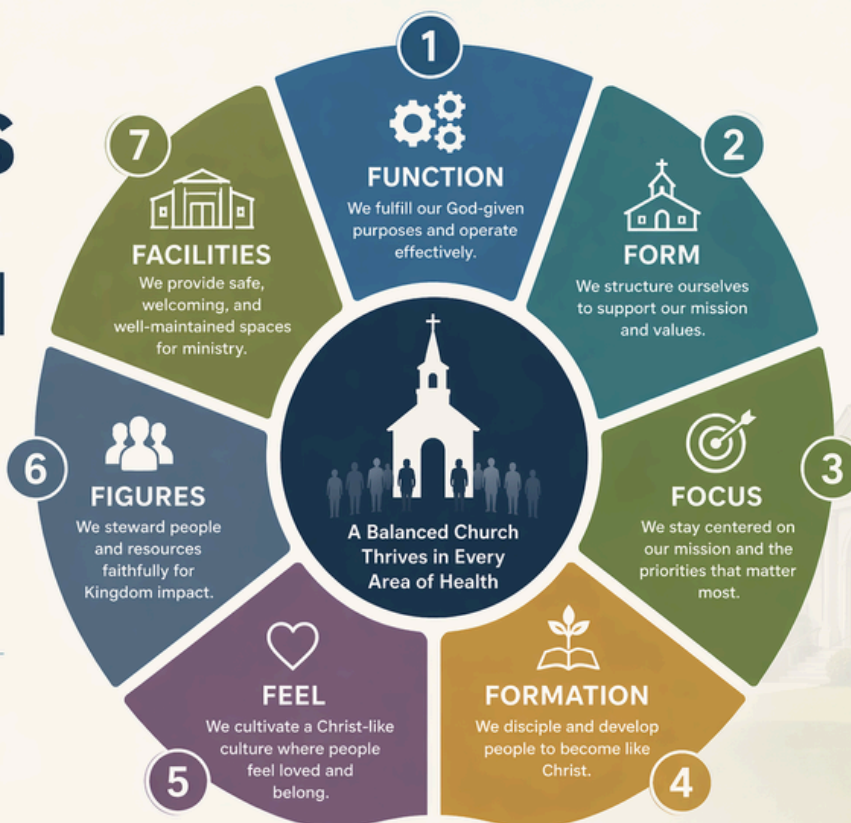 S
1
FUNCTION
We fulfill our God-given
purposes and operate
effectively.
2
FORM
We structure ourselves
to support our mission
and values.
3
FOCUS
We stay centered on
our mission and the
priorities that matter
most.
4
FORMATION
We disciple and develop
people to become like
Christ.
5
FEEL
We cultivate a Christ-like
culture where people
feel loved and
belong.
6
FIGURES
We steward people
and resources
faithfully for
Kingdom impact.
7
FACILITIES
We provide safe,
welcoming, and
well-maintained spaces
for ministry.
A Balanced Church
Thrives in Every
Area of Health